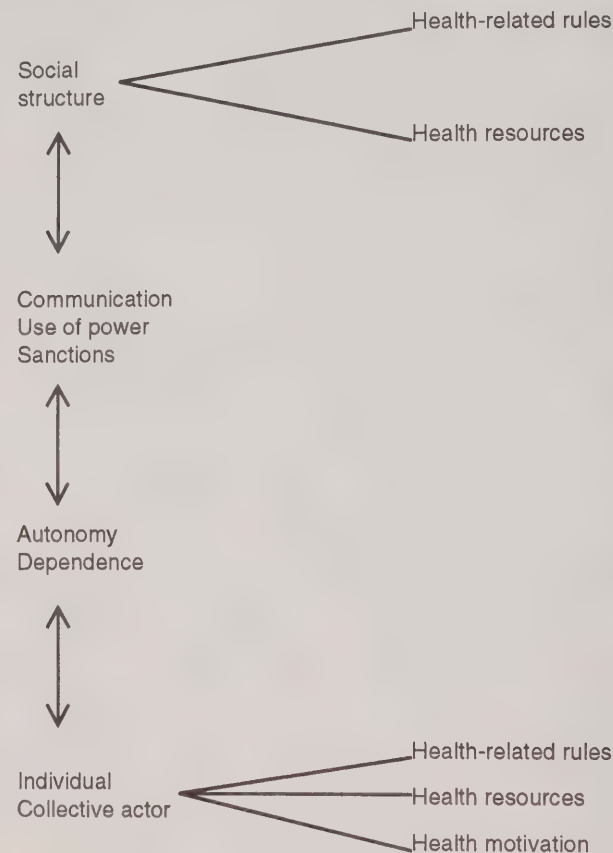 Health-related rules
Social
structure
Health resources
Communication
Use of power
Sanctions
Autonomy
Dependence
Health-related rules
Individual
Collective actor
Health resources
Health motivation